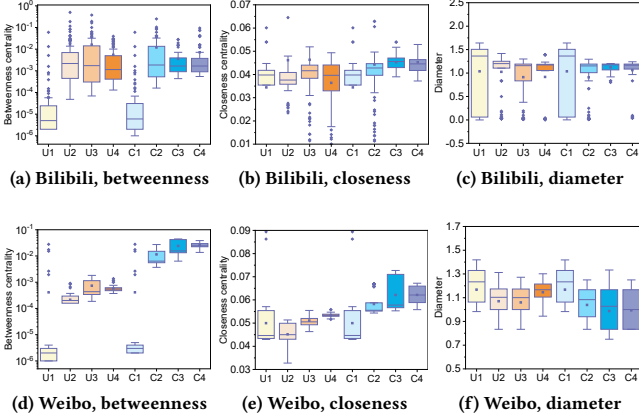 Betweenness centrality
10⁻¹
10⁻²
10⁻³
10⁻⁴
10⁻⁵
10⁻⁶
U1 U2 U3 U4 C1 C2 C3 C4
(a) Bilibili, betweenness
Closeness centrality
0.06
0.05
0.04
0.03
0.02
0.01
U1 U2 U3 U4 C1 C2 C3 C4
(b) Bilibili, closeness
Diameter
2.0
1.5
1.0
0.5
0.0
-0.5
U1 U2 U3 U4 C1 C2 C3 C4
(c) Bilibili, diameter
Betweenness centrality
10⁻¹
10⁻²
10⁻³
10⁻⁴
10⁻⁵
10⁻⁶
U1 U2 U3 U4 C1 C2 C3 C4
(d) Weibo, betweenness
Closeness centrality
0.09
0.08
0.07
0.06
0.05
0.04
0.03
U1 U2 U3 U4 C1 C2 C3 C4
(e) Weibo, closeness
Diameter
1.7
1.5
1.3
1.1
0.9
0.7
0.5
U1 U2 U3 U4 C1 C2 C3 C4
(f) Weibo, diameter